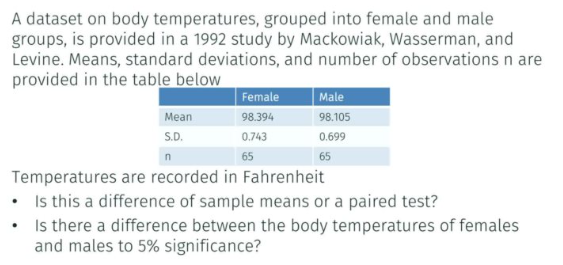 A dataset on body temperatures, grouped into female and male
groups, is provided in a 1992 study by Mackowiak, Wasserman, and
Levine. Means, standard deviations, and number of observations n are
provided in the table below
Female Male
Mean 98.394 98.105
S.D. 0.743 0.699
n 65 65
Temperatures are recorded in Fahrenheit
• Is this a difference of sample means or a paired test?
• Is there a difference between the body temperatures of females
and males to 5% significance?